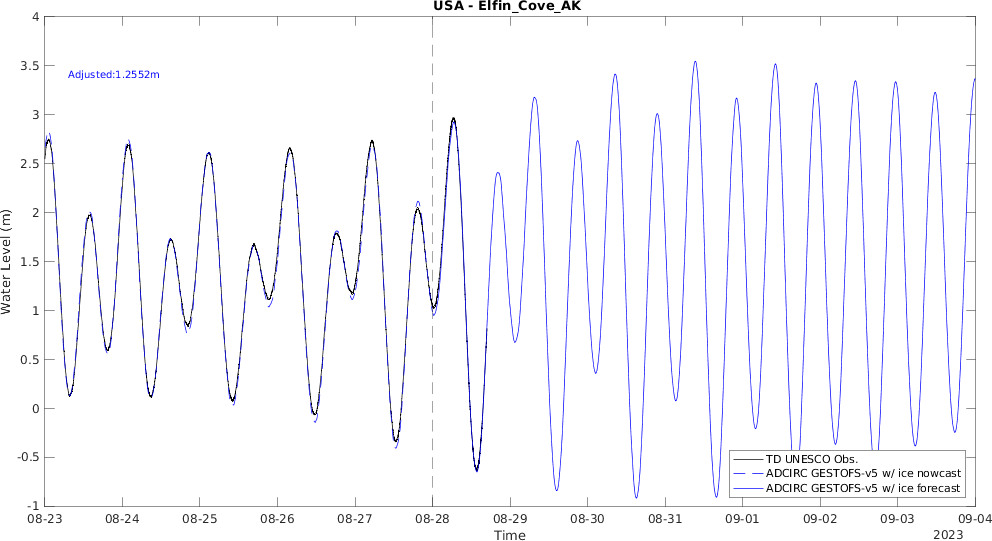 USA - Elfin_Cove_AK
Adjusted:1.2552m
Water Level (m)
4
3.5
3
2.5
2
1.5
1
0.5
0
-0.5
-1
TD UNESCO Obs.
ADCIRC GESTOFS-v5 w/ ice nowcast
ADCIRC GESTOFS-v5 w/ ice forecast
08-23 08-24 08-25 08-26 08-27 08-28 08-29 08-30 08-31 09-01 09-02 09-03 09-04
Time
2023